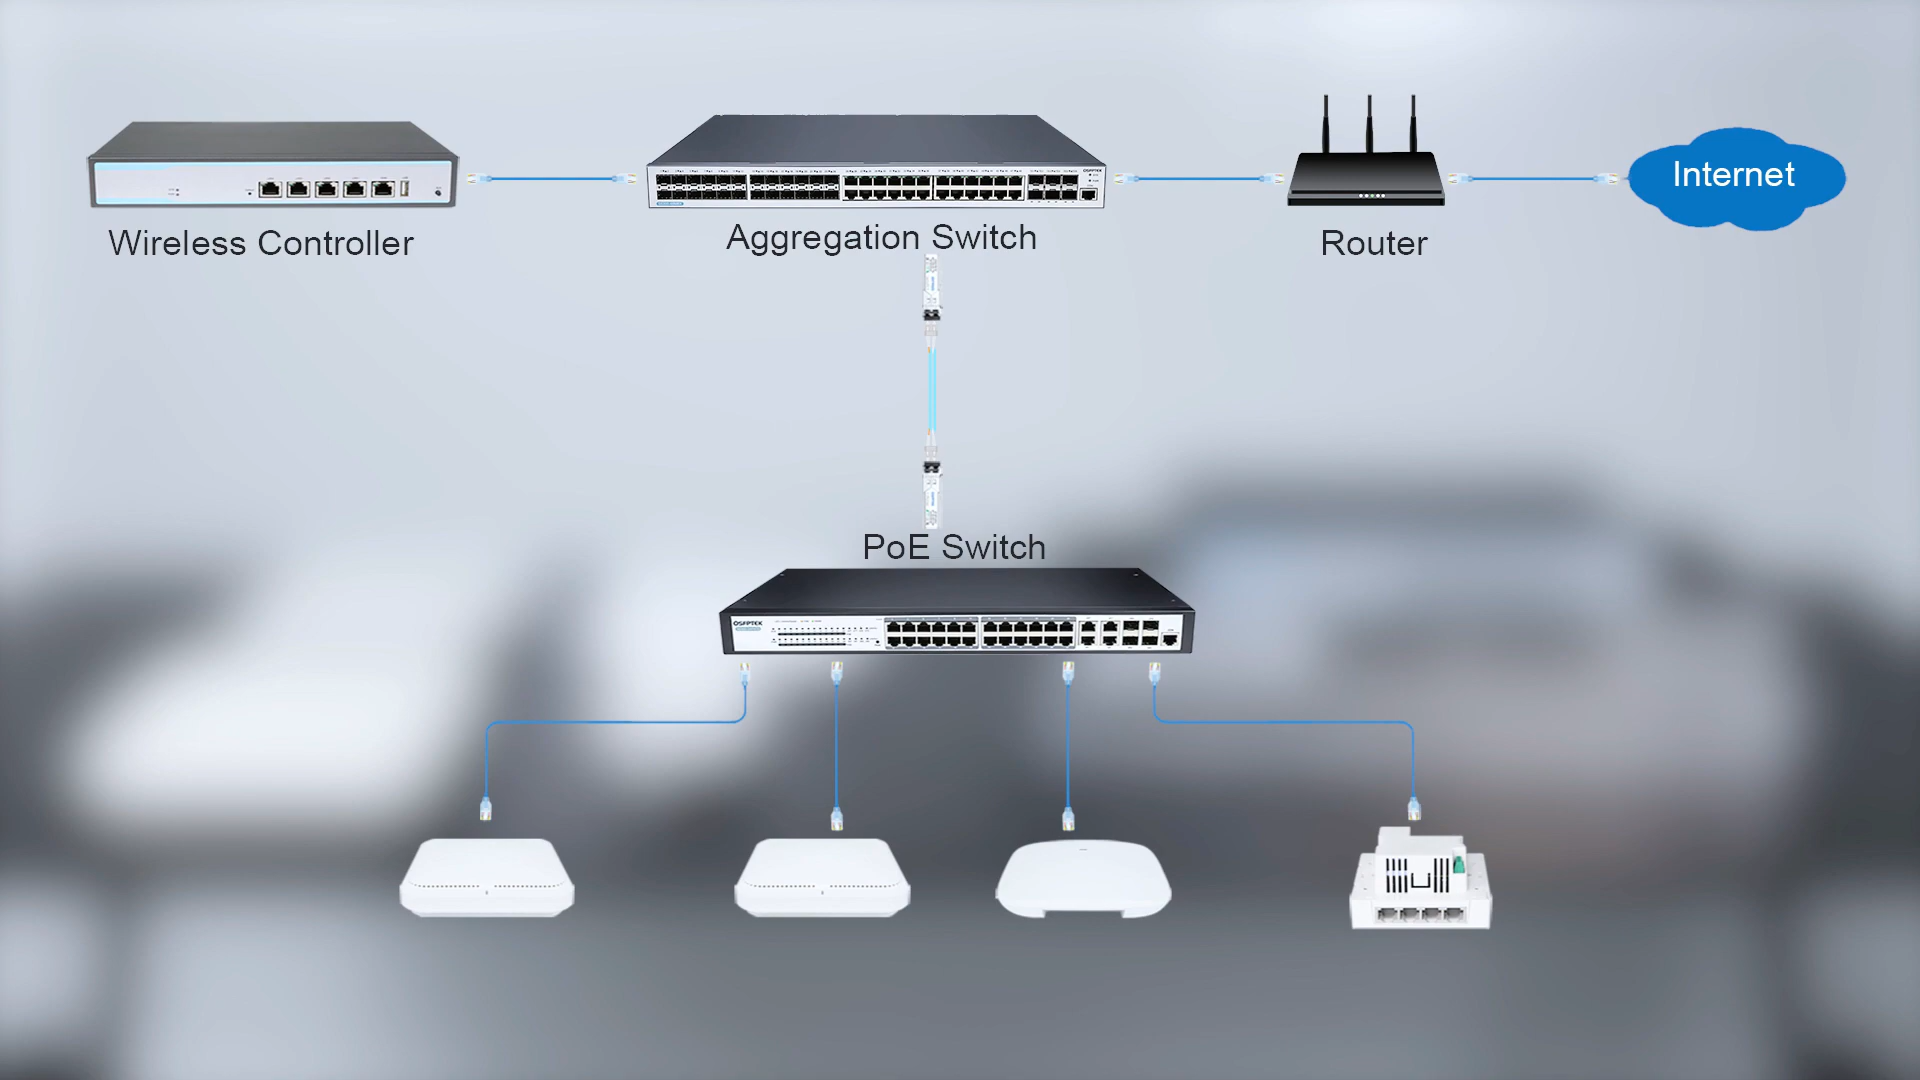 Internet
Wireless Controller
Aggregation Switch
Router
PoE Switch